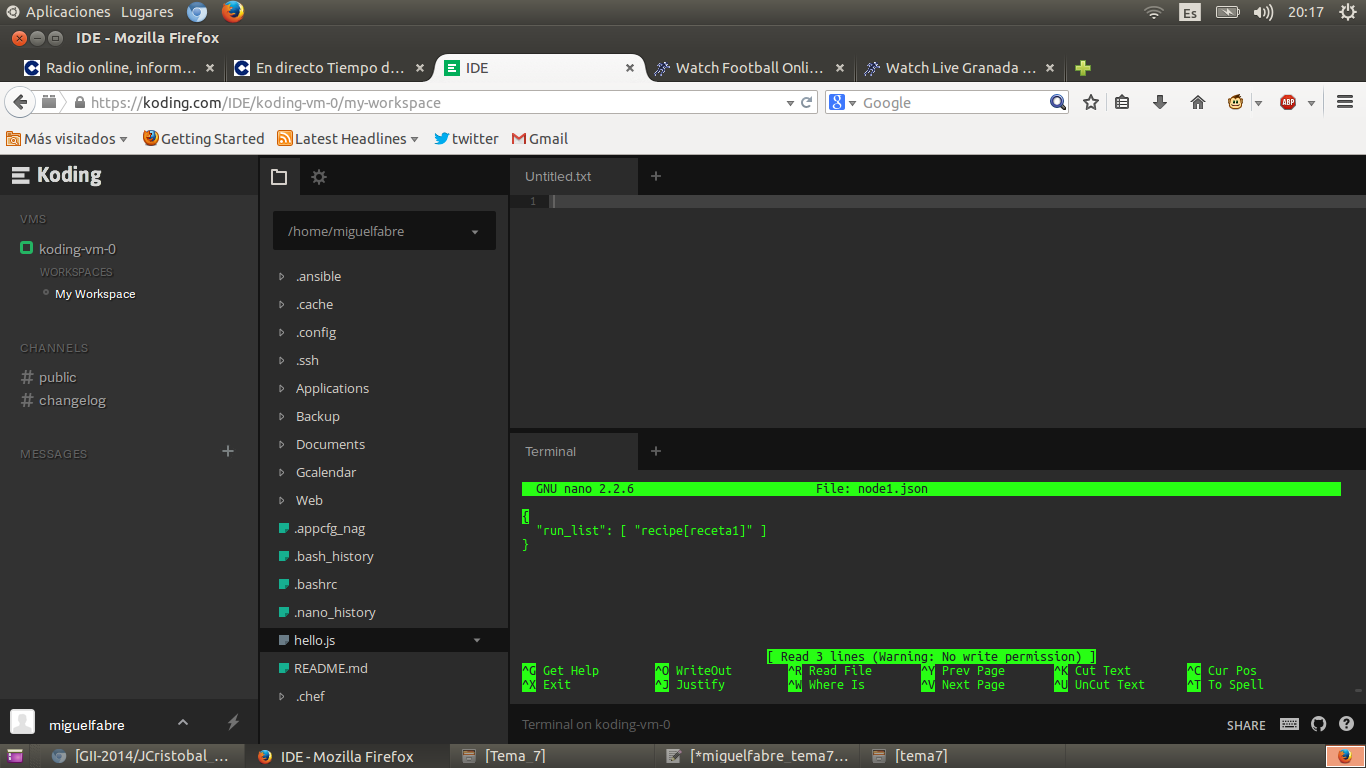 Aplicaciones Lugares Es 20:17
IDE - Mozilla Firefox
Radio online, inform... × En directo Tiempo d... × IDE × Watch Football Onli... × Watch Live Granada ... ×
https://koding.com/IDE/koding-vm-0/my-workspace Google ABP
Más visitados Getting Started Latest Headlines twitter Gmail
Koding
VMS
koding-vm-0
WORKSPACES
My Workspace
CHANNELS
# public
# changelog
MESSAGES +
miguelfabre
/home/miguelfabre
.ansible
.cache
.config
.ssh
Applications
Backup
Documents
Gcalendar
Web
.appcfg_nag
.bash_history
.bashrc
.nano_history
hello.js
README.md
.chef
Untitled.txt +
1
Terminal +
GNU nano 2.2.6 File: node1.json
{
"run_list": [ "recipe[receta1]" ]
}
[ Read 3 lines (Warning: No write permission) ]
^G Get Help ^O WriteOut ^R Read File ^Y Prev Page ^K Cut Text ^C Cur Pos
^X Exit ^J Justify ^W Where Is ^V Next Page ^U UnCut Text ^T To Spell
Terminal on koding-vm-0 SHARE
[GII-2014/JCristobal_... IDE - Mozilla Firefox [Tema_7] [*miguelfabre_tema7... [tema7]